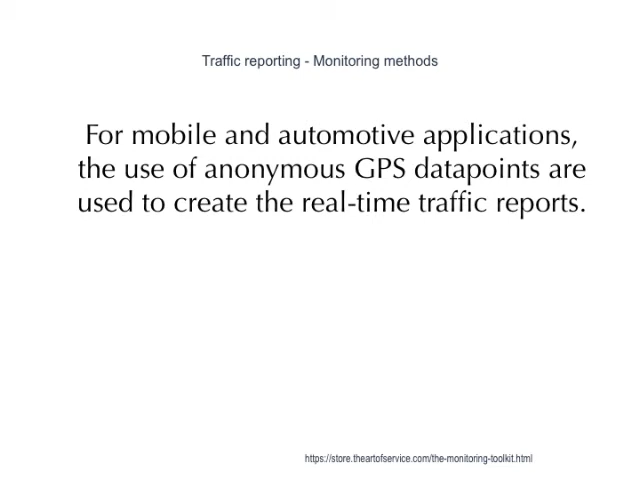 Traffic reporting - Monitoring methods
For mobile and automotive applications,
the use of anonymous GPS datapoints are
used to create the real-time traffic reports.
https://store.theartofservice.com/the-monitoring-toolkit.html